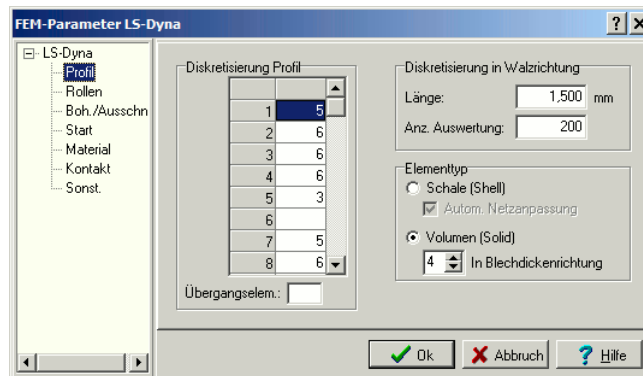 FEM-Parameter LS-Dyna
LS-Dyna
Profil
Rollen
Boh./Ausschn
Start
Material
Kontakt
Sonst.
Diskretisierung Profil
1 5
2 6
3 6
4 6
5 3
6
7 5
8 6
Übergangselem.:
Diskretisierung in Walzrichtung
Länge: 1,500 mm
Anz. Auswertung: 200
Elementtyp
Schale (Shell)
Autom. Netzanpassung
Volumen (Solid)
4 In Blechdickenrichtung
Ok
Abbruch
Hilfe